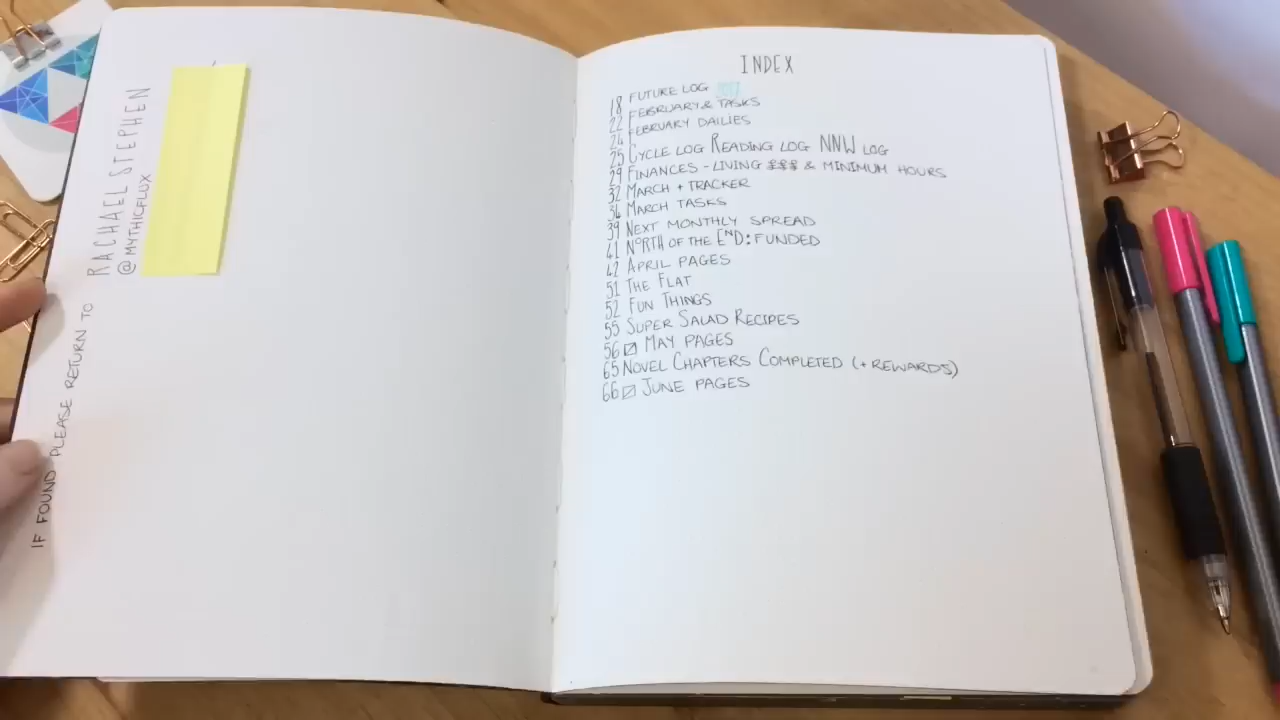 IF FOUND PLEASE RETURN TO
RACHAEL STEPHEN
@MYTHICFLUX
INDEX
18 FUTURE LOG
22 FEBRUARY & TASKS
24 FEBRUARY DAILIES
25 CYCLE LOG READING LOG NNW LOG
29 FINANCES - LIVING £££ & MINIMUM HOURS
32 MARCH + TRACKER
34 MARCH TASKS
39 NEXT MONTHLY SPREAD
41 NORTH OF THE END: FUNDED
42 APRIL PAGES
51 THE FLAT
52 FUN THINGS
55 SUPER SALAD RECIPES
56 MAY PAGES
65 NOVEL CHAPTERS COMPLETED (+ REWARDS)
66 JUNE PAGES